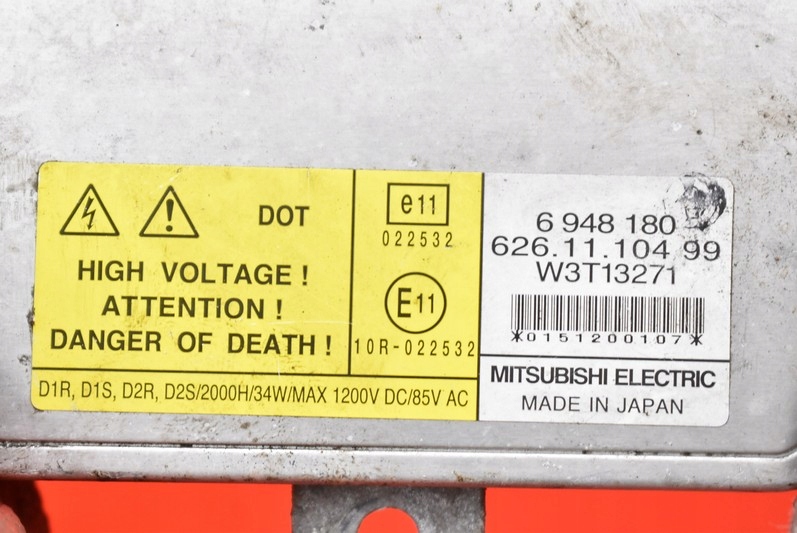 DOT
HIGH VOLTAGE !
ATTENTION !
DANGER OF DEATH !
D1R, D1S, D2R, D2S/2000H/34W/MAX 1200V DC/85V AC
e11
022532
E11
10R-022532
6 948 180
626.11.104 99
W3T13271
*0151200107*
MITSUBISHI ELECTRIC
MADE IN JAPAN